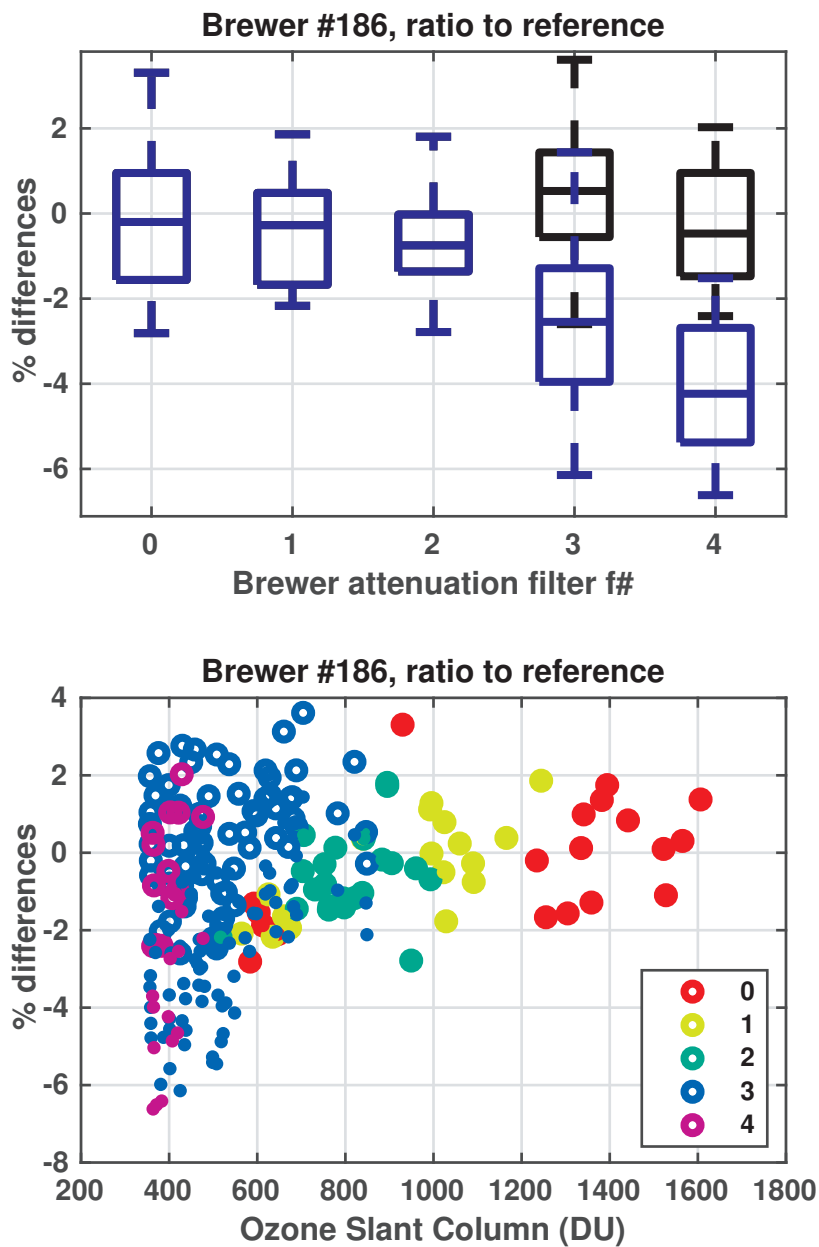 Brewer #186, ratio to reference
2
0
-2
-4
-6
% differences
0 1 2 3 4
Brewer attenuation filter f#
Brewer #186, ratio to reference
4
2
0
-2
-4
-6
-8
% differences
0
1
2
3
4
200 400 600 800 1000 1200 1400 1600 1800
Ozone Slant Column (DU)